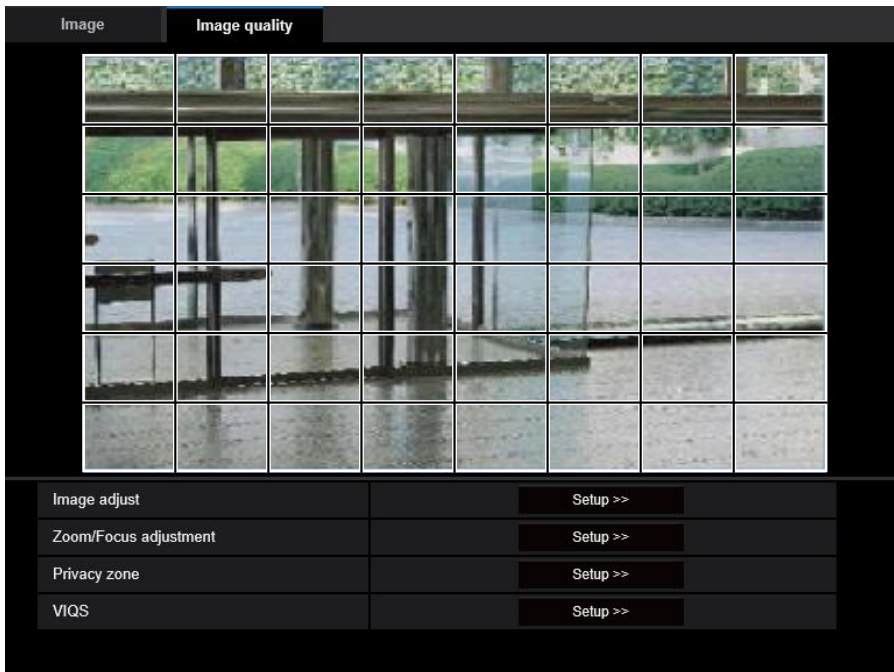 Image Image quality
Image adjust Setup >>
Zoom/Focus adjustment Setup >>
Privacy zone Setup >>
VIQS Setup >>